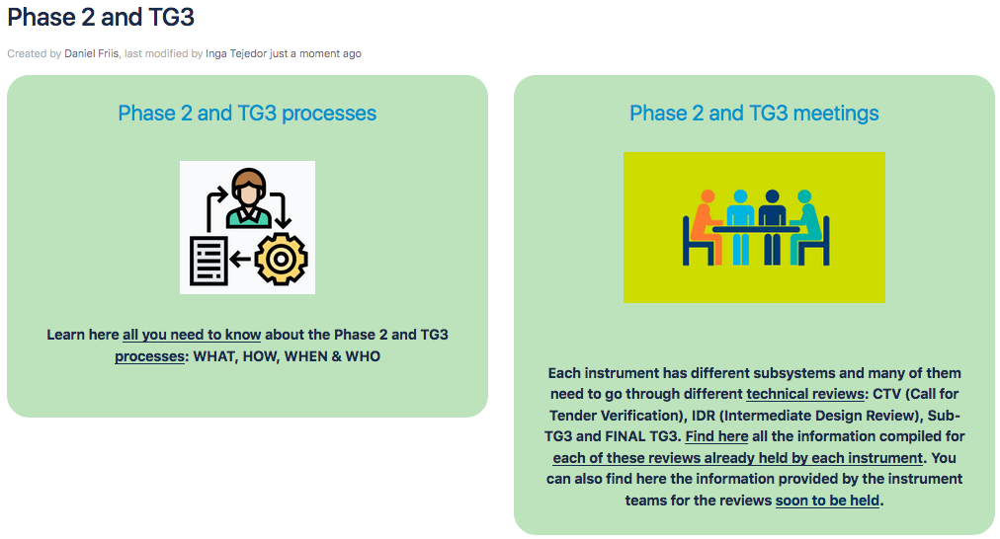 Phase 2 and TG3
Created by Daniel Friis, last modified by Inga Tejedor just a moment ago
Phase 2 and TG3 processes
Learn here all you need to know about the Phase 2 and TG3
processes: WHAT, HOW, WHEN & WHO
Phase 2 and TG3 meetings
Each instrument has different subsystems and many of them
need to go through different technical reviews: CTV (Call for
Tender Verification), IDR (Intermediate Design Review), Sub-
TG3 and FINAL TG3. Find here all the information compiled for
each of these reviews already held by each instrument. You
can also find here the information provided by the instrument
teams for the reviews soon to be held.